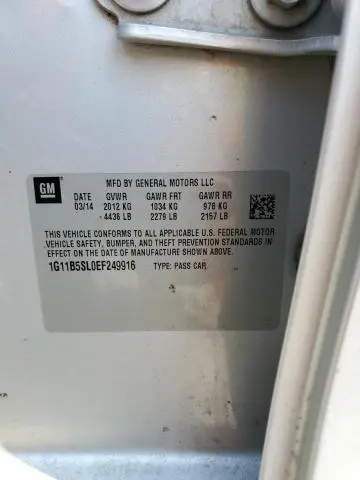 GM
MFD BY GENERAL MOTORS LLC
DATE GVWR GAWR FRT GAWR RR
03/14 2012 KG 1034 KG 978 KG
4436 LB 2279 LB 2157 LB
THIS VEHICLE CONFORMS TO ALL APPLICABLE U.S. FEDERAL MOTOR
VEHICLE SAFETY, BUMPER, AND THEFT PREVENTION STANDARDS IN
EFFECT ON THE DATE OF MANUFACTURE SHOWN ABOVE.
1G11B5SL0EF249916 TYPE: PASS CAR